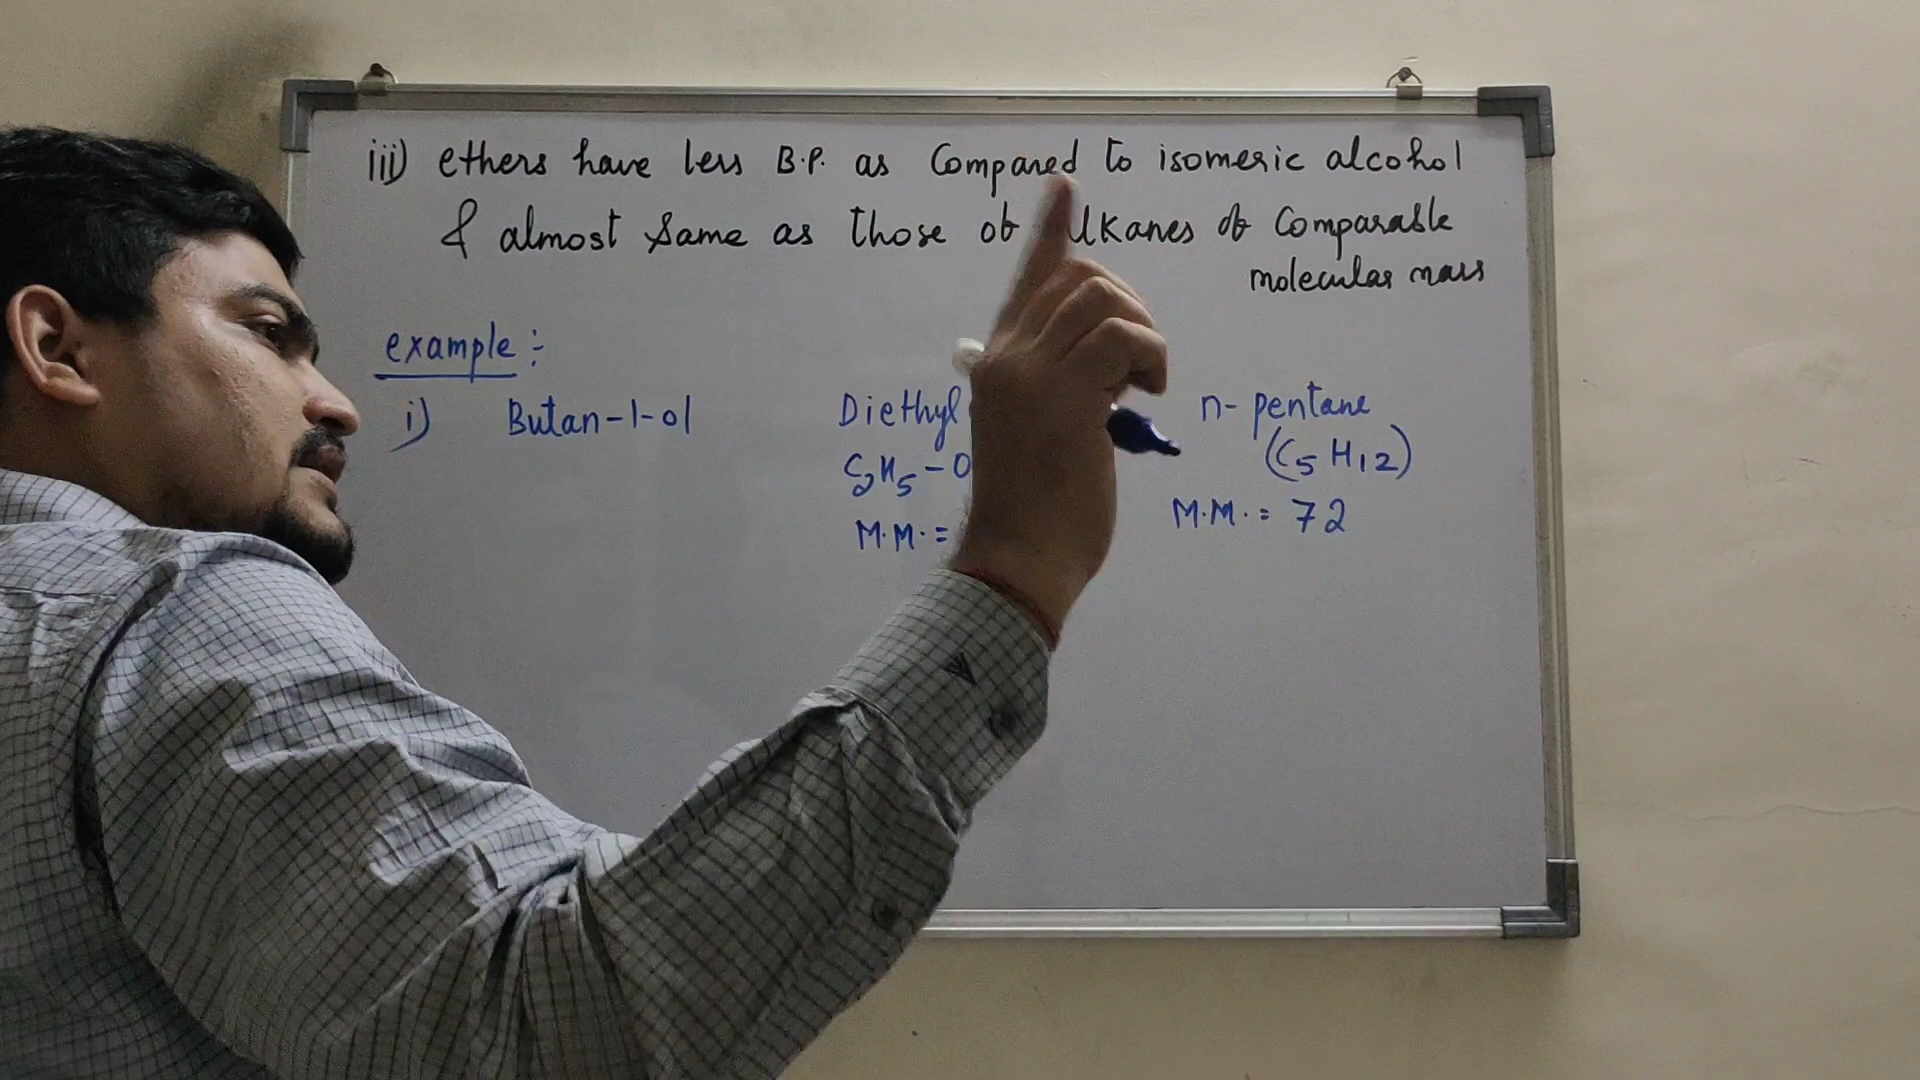 iii) ethers have less B.P. as Compared to isomeric alcohol
& almost same as those of alkanes of Comparable
molecular mass
example :-
i) Butan-1-ol Diethyl n-pentane
C2H5-O (C5H12)
M.M. = M.M. = 72